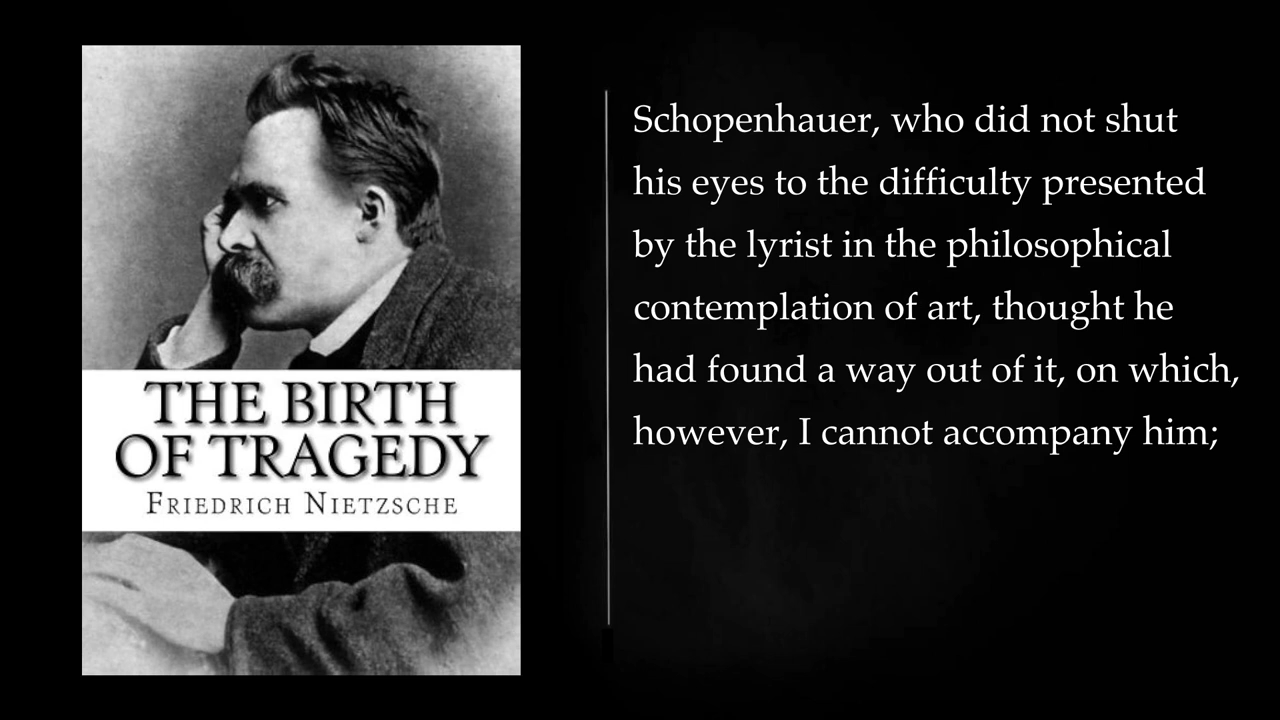 THE BIRTH
OF TRAGEDY
FRIEDRICH NIETZSCHE
Schopenhauer, who did not shut
his eyes to the difficulty presented
by the lyrist in the philosophical
contemplation of art, thought he
had found a way out of it, on which,
however, I cannot accompany him;